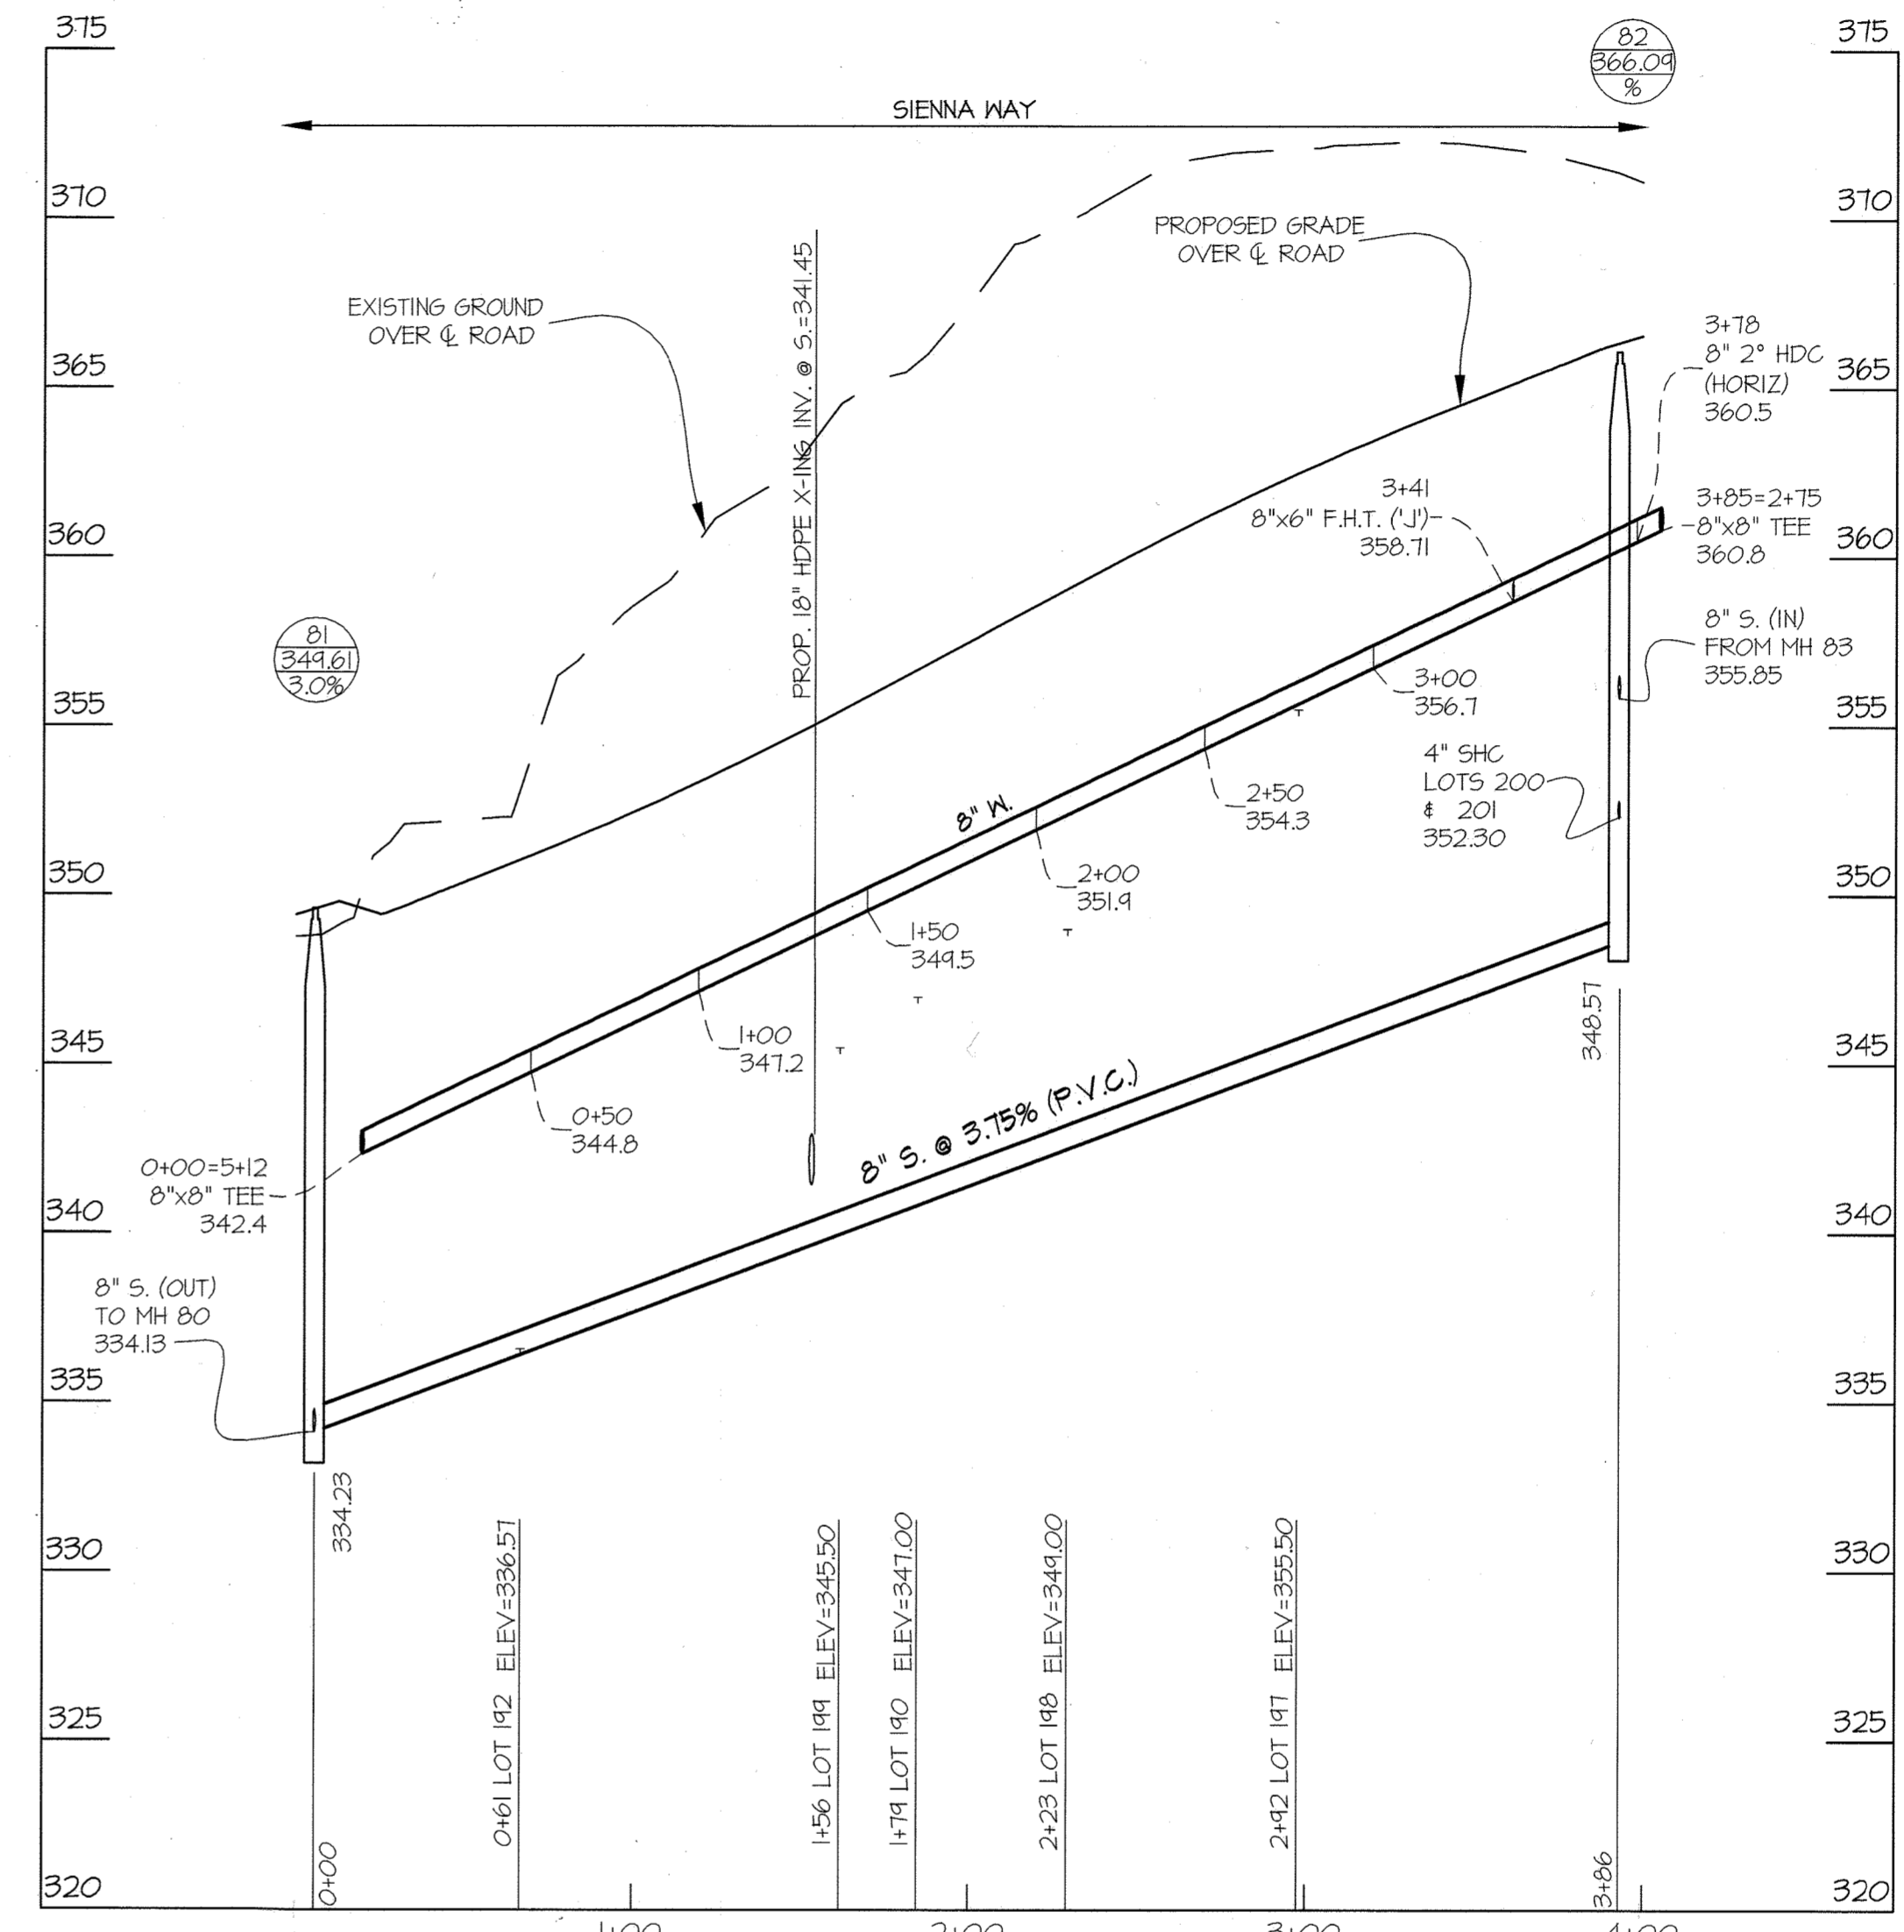 375
375
82
366.09
%
SIENNA WAY
370
370
PROPOSED GRADE
OVER ℄ ROAD
EXISTING GROUND
OVER ℄ ROAD
PROP. 18" HDPE X-ING INV. @ S.=341.45
365
365
3+78
8" 2° HDC
(HORIZ)
360.5
3+41
8"x6" F.H.T. ('J')
358.71
3+85=2+75
8"x8" TEE
360.8
360
360
81
349.61
3.0%
8" S. (IN)
FROM MH 83
355.85
355
355
3+00
356.7
4" SHC
LOTS 200
& 201
352.30
2+50
354.3
8" W.
2+00
351.9
350
350
1+50
349.5
345
345
1+00
347.2
348.57
8" S. @ 3.75% (P.V.C.)
0+50
344.8
0+00=5+12
8"x8" TEE
342.4
340
340
8" S. (OUT)
TO MH 80
334.13
335
335
334.23
330
330
0+61 LOT 192 ELEV=336.57
1+56 LOT 199 ELEV=345.50
1+79 LOT 190 ELEV=347.00
2+23 LOT 198 ELEV=349.00
2+92 LOT 197 ELEV=355.50
325
325
0+00
3+86
320
320
1+00
2+00
3+00
4+00